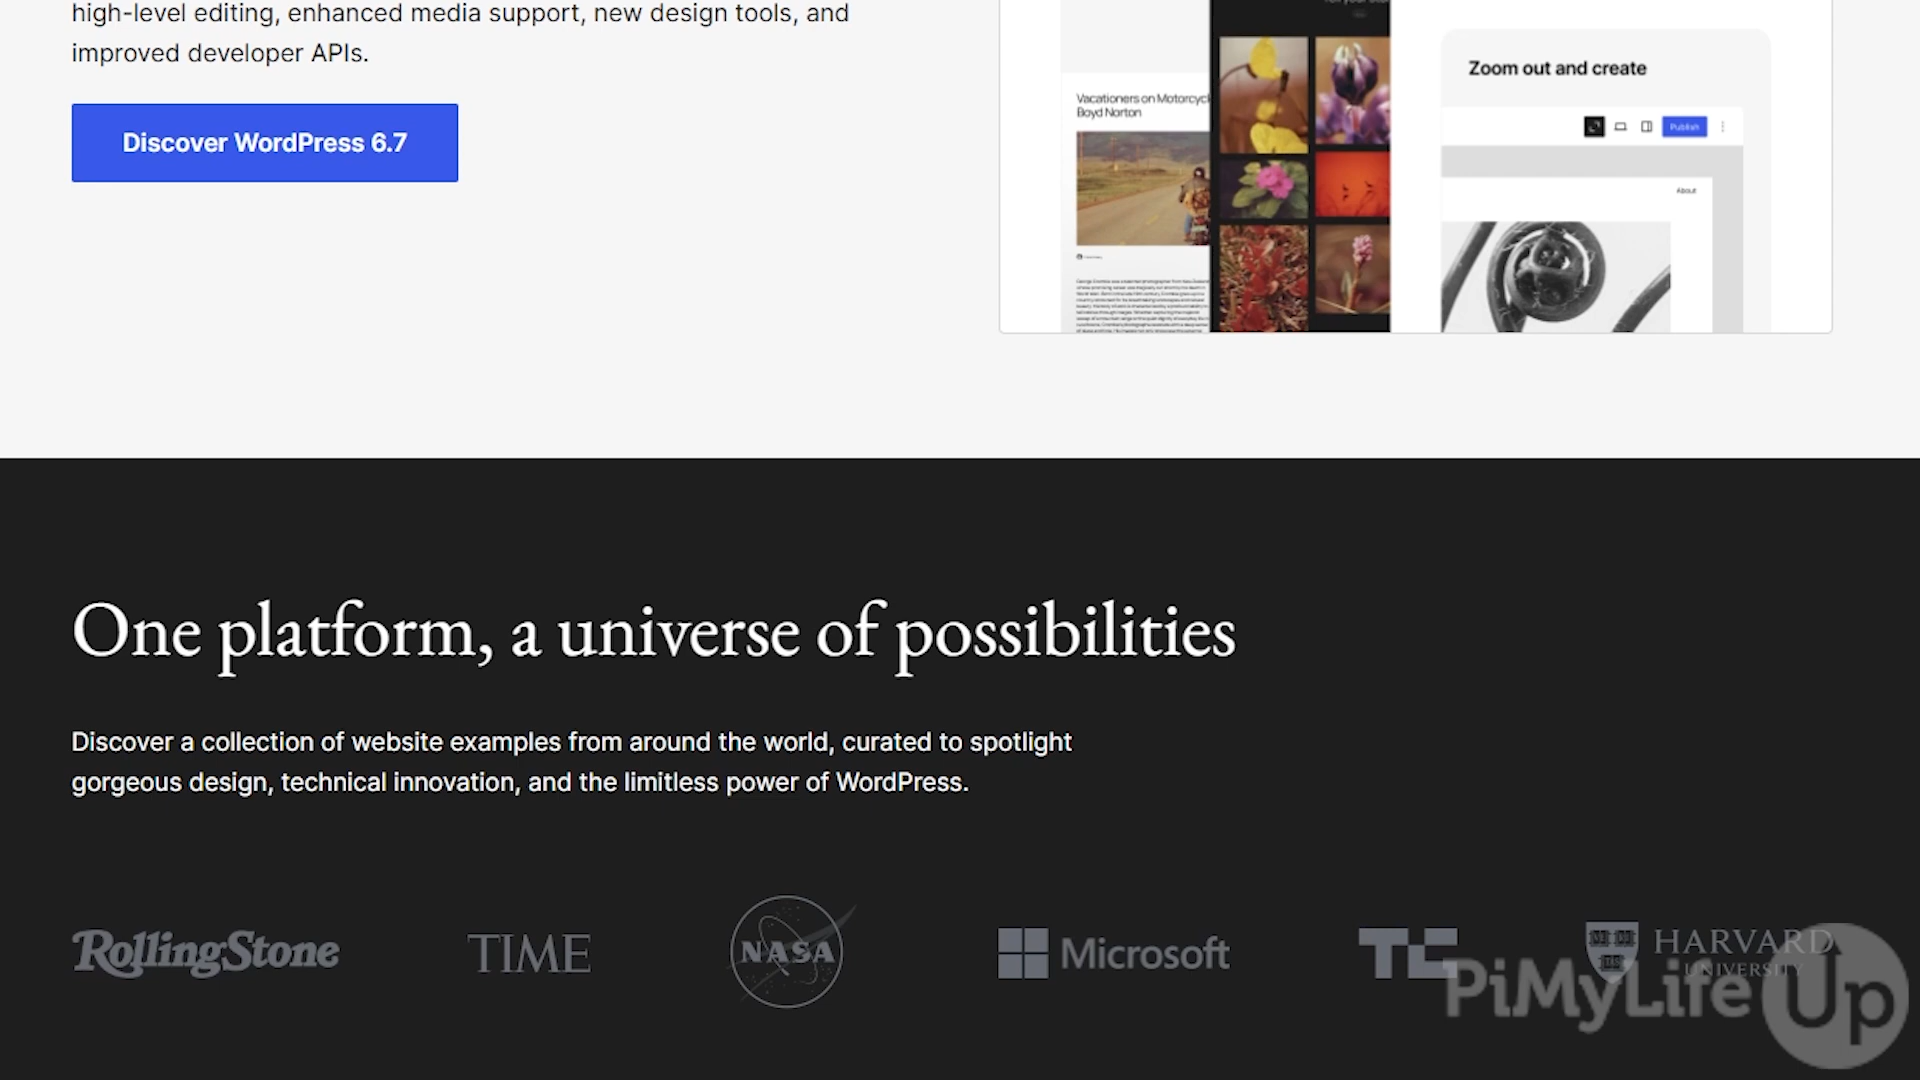 high-level editing, enhanced media support, new design tools, and
improved developer APIs.
Discover WordPress 6.7
Vacationers on Motorcycl
Boyd Norton
Zoom out and create
Publish
About
One platform, a universe of possibilities
Discover a collection of website examples from around the world, curated to spotlight
gorgeous design, technical innovation, and the limitless power of WordPress.
RollingStone
TIME
NASA
Microsoft
TC
HARVARD
UNIVERSITY
PiMyLifeUp